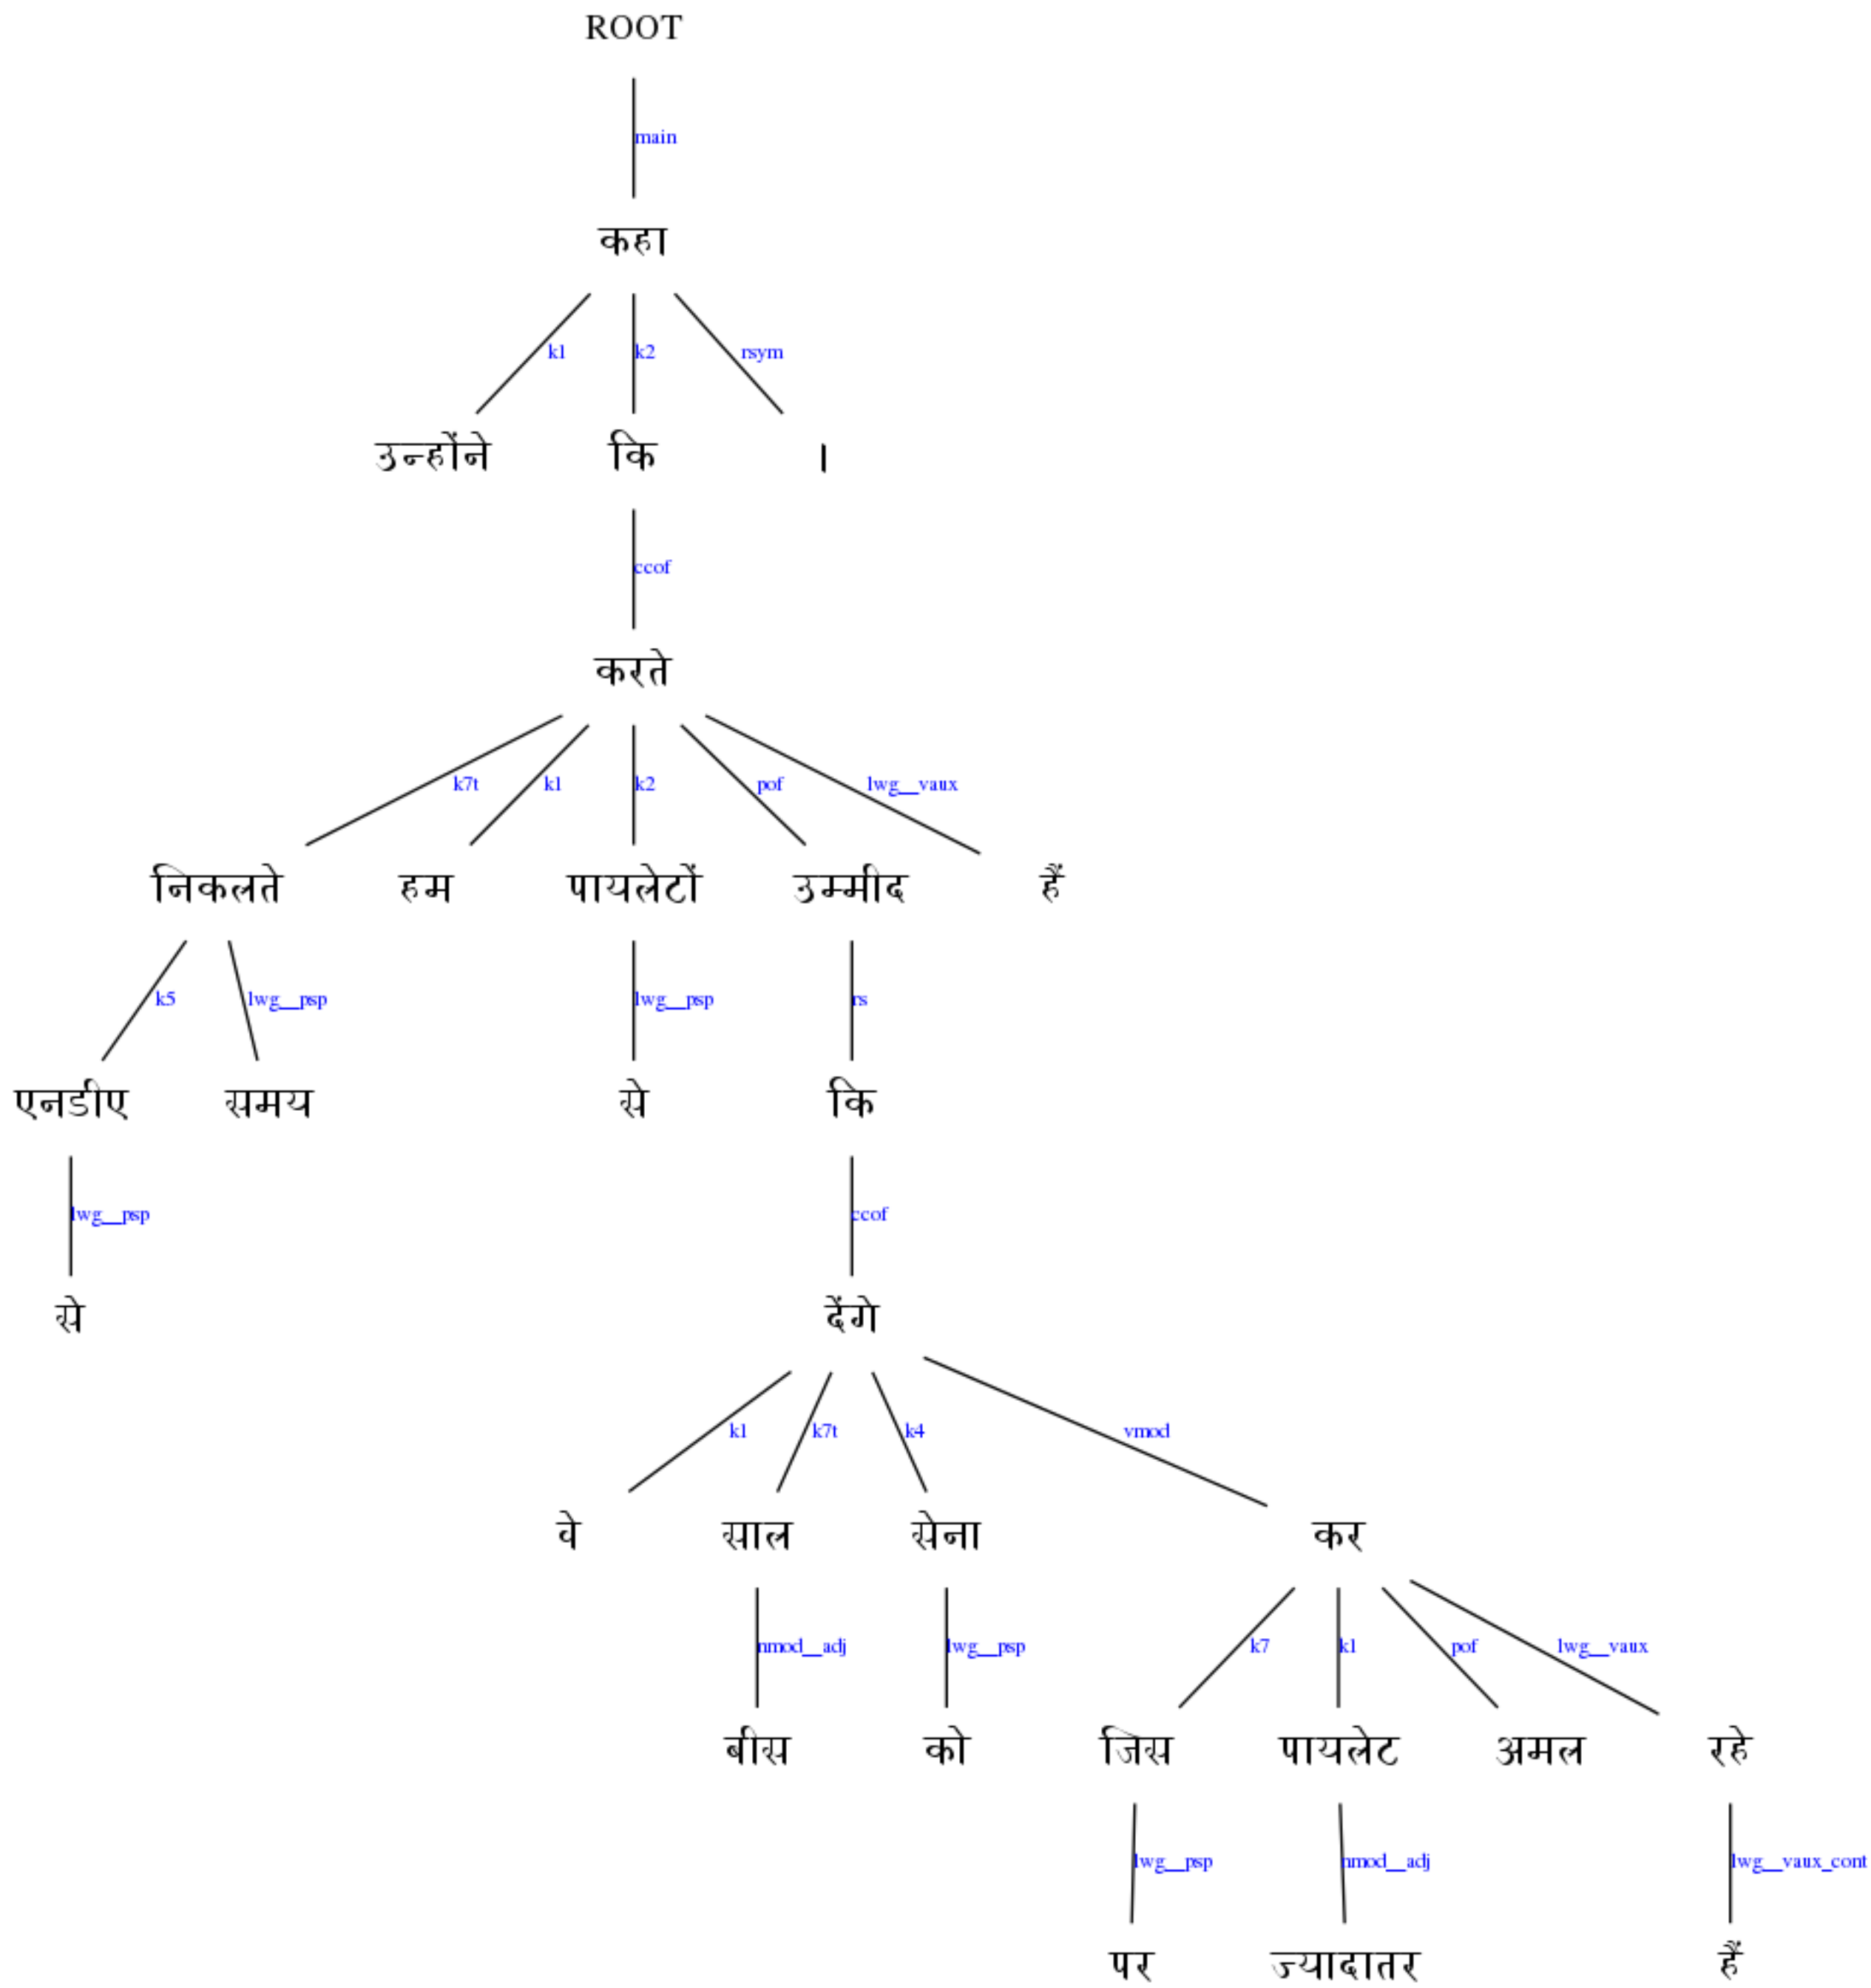 ROOT
main
कहा
k1 k2 rsym
उन्होंने कि ।
ccof
करते
k7t k1 k2 pof lwg__vaux
निकलते हम पायलेटों उम्मीद हैं
k5 lwg__psp lwg__psp rs
एनडीए समय से कि
lwg__psp ccof
से देंगे
k1 k7t k4 vmod
वे साल सेना कर
nmod__adj lwg__psp k7 k1 pof lwg__vaux
बीस को जिस पायलेट अमल रहे
lwg__psp nmod__adj lwg__vaux_cont
पर ज्यादातर हैं